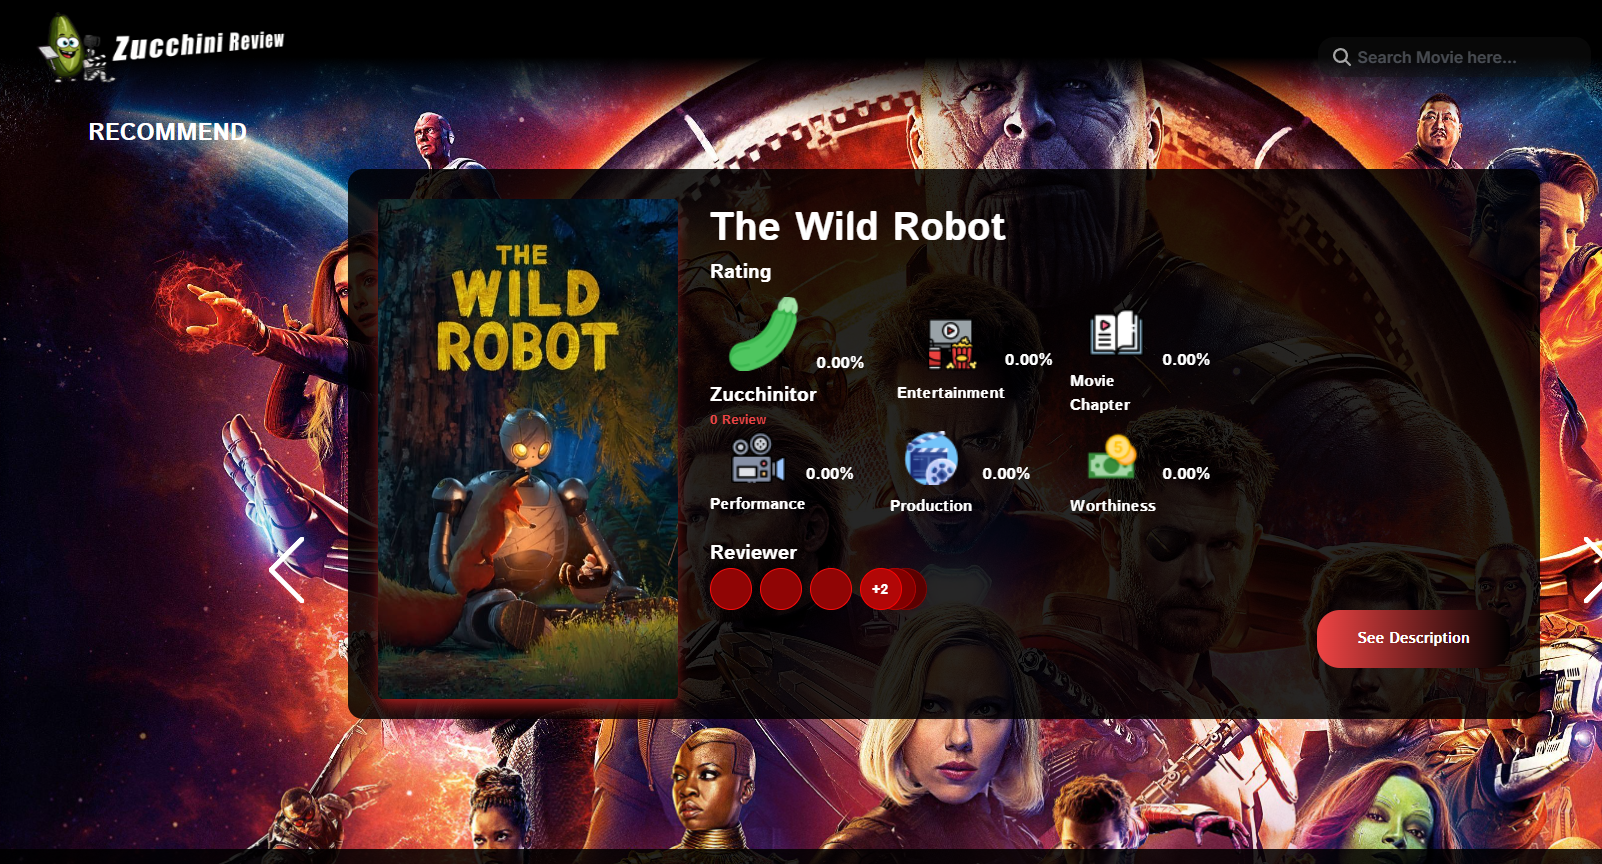 Zucchini Review
Search Movie here...
RECOMMEND
THE
WILD
ROBOT
The Wild Robot
Rating
0.00%
0.00%
0.00%
Zucchinitor
Entertainment
Movie
Chapter
0 Review
0.00%
0.00%
0.00%
Performance
Production
Worthiness
Reviewer
+2
See Description